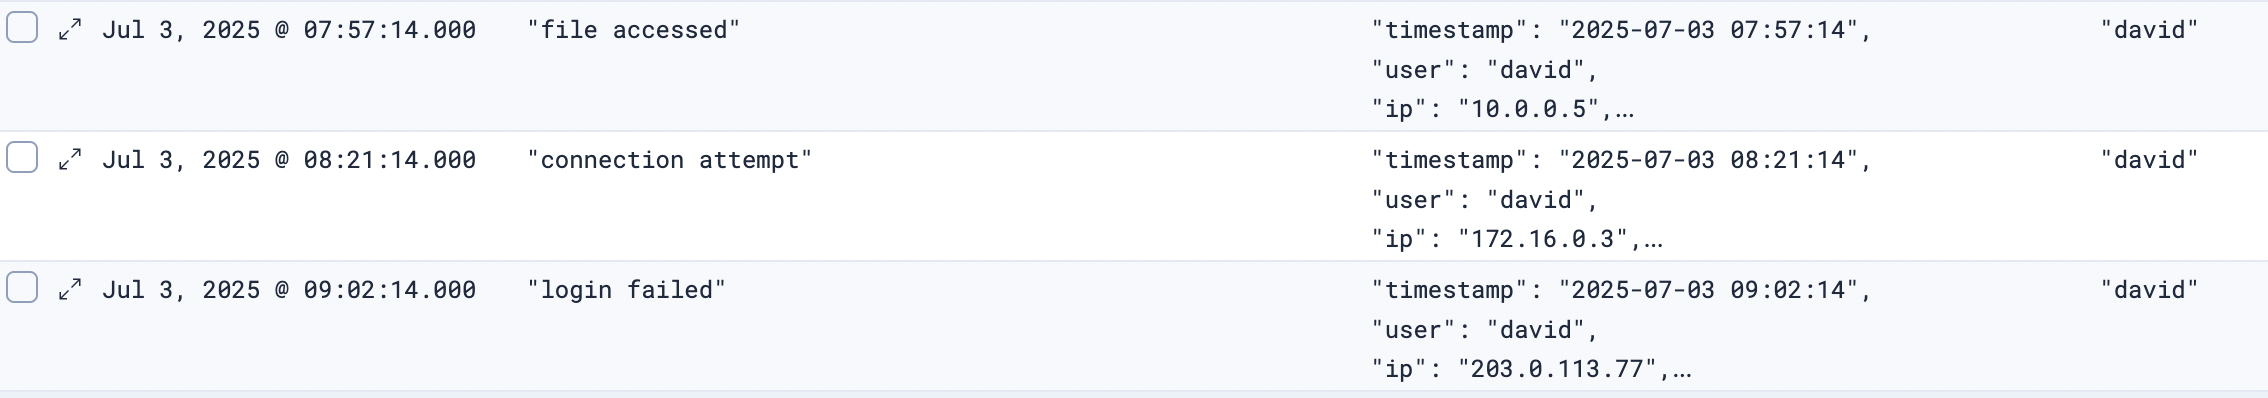 Jul 3, 2025 @ 07:57:14.000 "file accessed" "timestamp": "2025-07-03 07:57:14", "david"
"user": "david",
"ip": "10.0.0.5",...
Jul 3, 2025 @ 08:21:14.000 "connection attempt" "timestamp": "2025-07-03 08:21:14", "david"
"user": "david",
"ip": "172.16.0.3",...
Jul 3, 2025 @ 09:02:14.000 "login failed" "timestamp": "2025-07-03 09:02:14", "david"
"user": "david",
"ip": "203.0.113.77",...